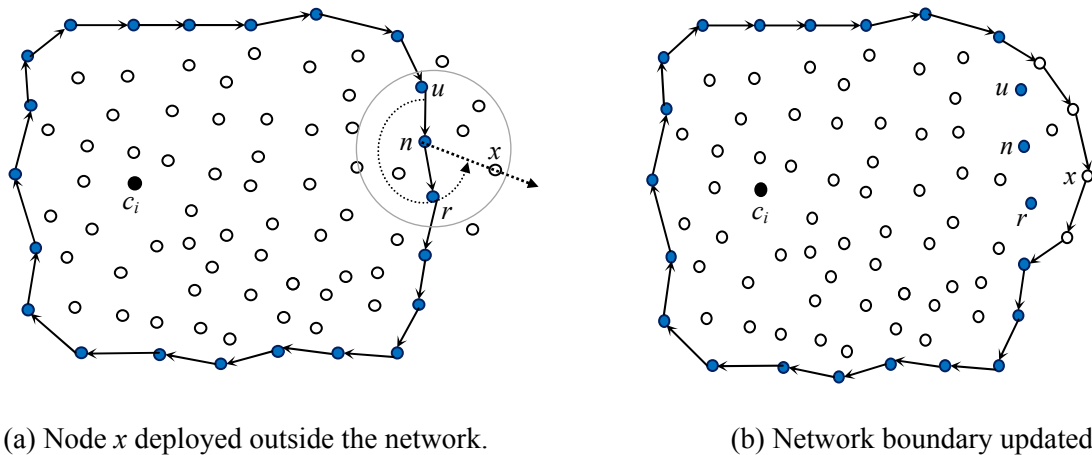 u
n
x
r
c_i
(a) Node x deployed outside the network.
u
n
x
r
c_i
(b) Network boundary updated